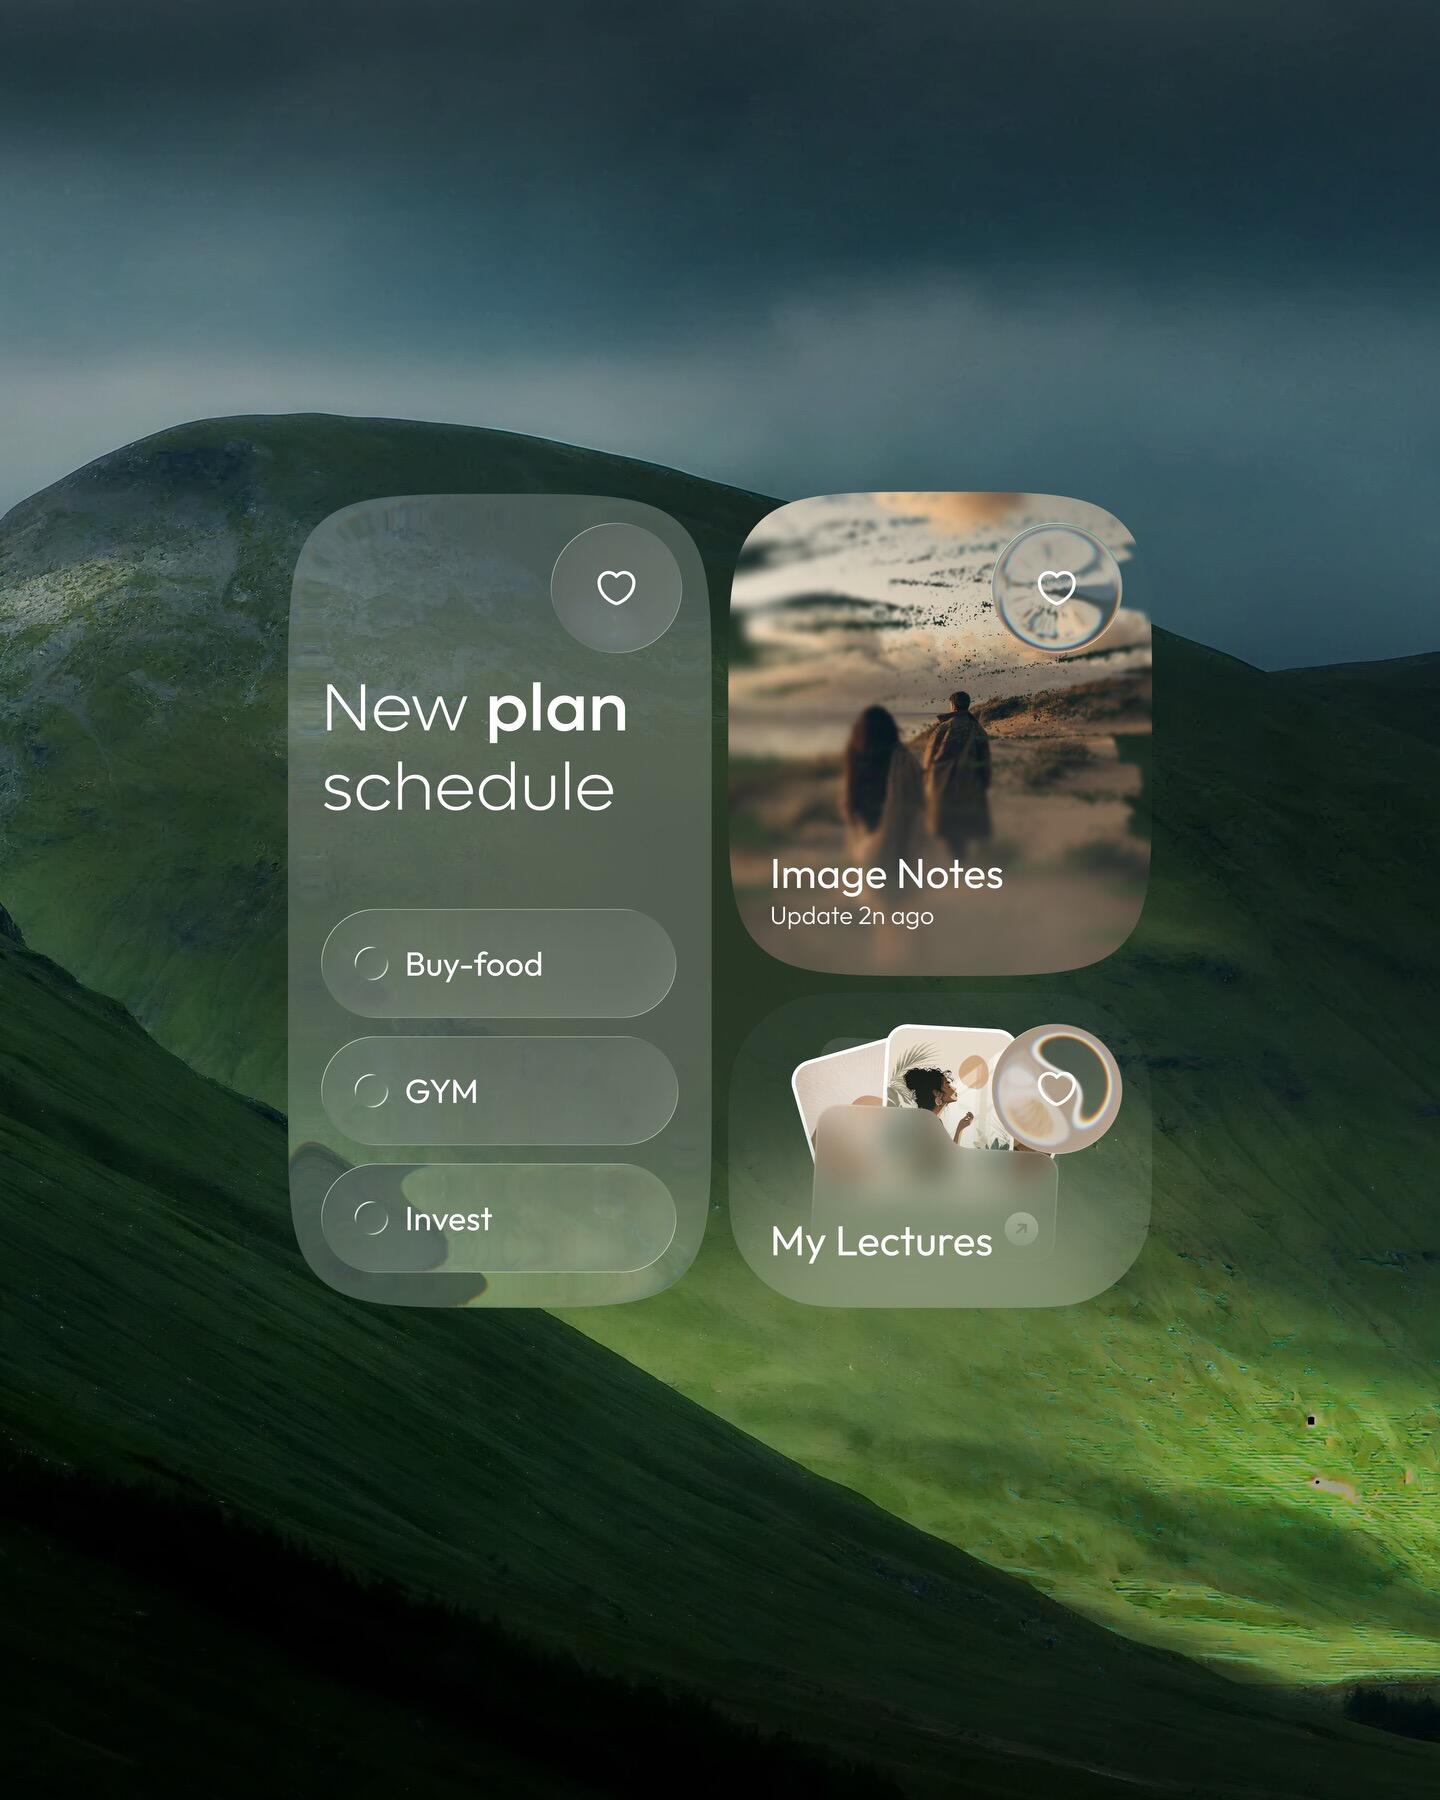 New plan
schedule
Buy-food
GYM
Invest
Image Notes
Update 2n ago
My Lectures